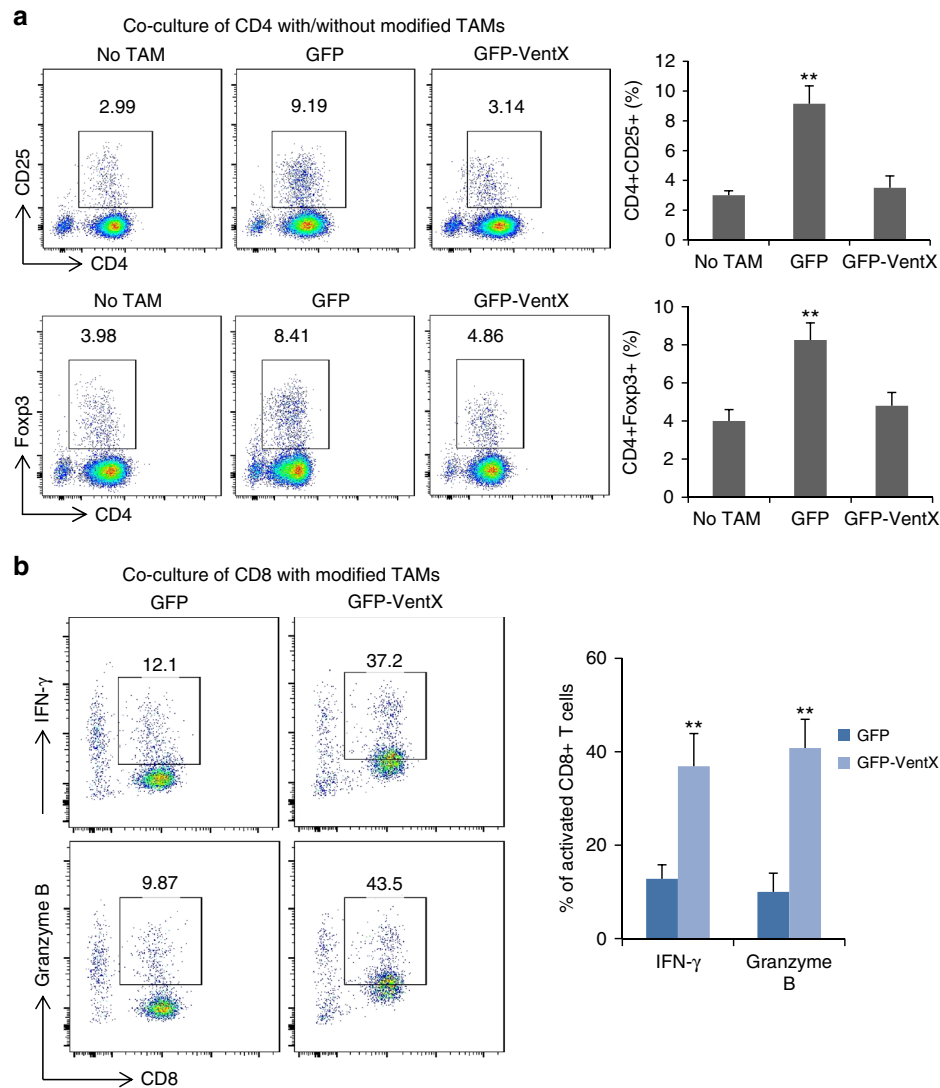 a
Co-culture of CD4 with/without modified TAMs
No TAM GFP GFP-VentX
2.99 9.19 3.14
CD25
CD4
CD4+CD25+ (%)
12
10
8
6
4
2
0
**
No TAM GFP GFP-VentX
No TAM GFP GFP-VentX
3.98 8.41 4.86
Foxp3
CD4
CD4+Foxp3+ (%)
10
8
6
4
2
0
**
No TAM GFP GFP-VentX
b
Co-culture of CD8 with modified TAMs
GFP GFP-VentX
12.1 37.2
IFN-γ
9.87 43.5
Granzyme B
CD8
% of activated CD8+ T cells
60
40
20
0
** **
GFP
GFP-VentX
IFN-γ Granzyme
B